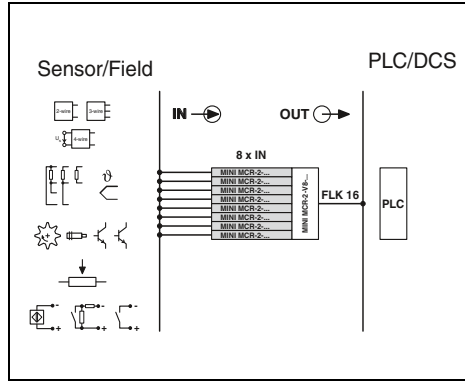 Sensor/Field
PLC/DCS
2-wire
3-wire
4-wire
IN
OUT
8 x IN
MINI MCR-2-...
MINI MCR-2-...
MINI MCR-2-...
MINI MCR-2-...
MINI MCR-2-...
MINI MCR-2-...
MINI MCR-2-...
MINI MCR-2-...
MINI MCR-2-V8-...
FLK 16
PLC
ϑ
- 
+
-
+
-
+